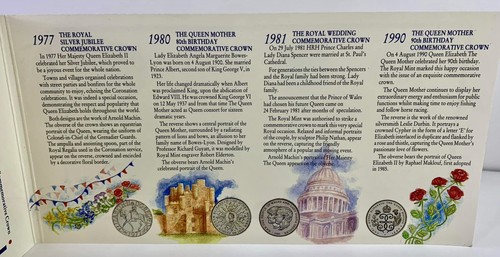 1977 THE ROYAL
SILVER JUBILEE
COMMEMORATIVE CROWN
In 1977 Her Majesty Queen Elizabeth II
celebrated her Silver Jubilee, which proved to
be a joyous event for the whole nation.
Towns and villages organised celebrations
with street parties and bonfires for the whole
community to enjoy, echoing the Coronation
celebrations. It was indeed a special occasion,
demonstrating the respect and popularity that
Queen Elizabeth holds throughout the world.
Both designs are the work of Arnold Machin.
The obverse of the crown shows an equestrian
portrait of the Queen, wearing the uniform of
Colonel-in-Chief of the Grenadier Guards.
The ampulla and anointing spoon, part of the
Royal Regalia used in the Coronation service,
appear on the reverse, crowned and encircled
by a decorative floral border.
1980 THE QUEEN MOTHER
80th BIRTHDAY
COMMEMORATIVE CROWN
Lady Elizabeth Angela Marguerite Bowes-
Lyon was born on 4 August 1900. She married
Prince Albert, second son of King George V, in
1923.
Her life changed dramatically when Albert
was proclaimed King, upon the abdication of
Edward VIII. He was crowned King George VI
on 12 May 1937 and from that time The Queen
Mother acted as Queen consort for sixteen
dramatic years.
The reverse shows a central portrait of The
Queen Mother, surrounded by a radiating
pattern of lions and bows, an allusion to her
family name of Bowes-Lyon. Designed by
Professor Richard Guyatt, it was modelled by
Royal Mint engraver Robert Elderton.
The obverse bears Arnold Machin's
celebrated portrait of the Queen.
1981 THE ROYAL WEDDING
COMMEMORATIVE CROWN
On 29 July 1981 HRH Prince Charles and
Lady Diana Spencer were married at St. Paul's
Cathedral.
For generations the ties between the Spencers
and the Royal family had been strong. Lady
Diana had been a childhood neighbour of the
Royal children.
The announcement that the Prince of Wales
had chosen his future Queen came on
24 February 1981 after months of speculation.
The Royal Mint was authorised to strike a
commemorative crown to mark this very special
Royal occasion. Relaxed and informal portraits
of the couple, by sculptor Philip Nathan, appear
on the reverse, capturing the friendly
atmosphere of a popular and stirring event.
Arnold Machin's portrait of Her Majesty
The Queen appears on the obverse.
1990 THE QUEEN MOTHER
90th BIRTHDAY
COMMEMORATIVE CROWN
On 4 August 1990 Queen Elizabeth The
Queen Mother celebrated her 90th birthday.
The Royal Mint marked this happy occasion
with the issue of an exquisite commemorative
crown.
The Queen Mother continues to display her
extraordinary energy and enthusiasm for public
functions whilst making time to enjoy fishing
and follow horse racing.
The reverse is the work of the renowned
silversmith Leslie Durbin. It portrays a
crowned Cypher in the form of a letter 'E' for
Elizabeth interlaced in duplicate and flanked by
a rose and thistle, capturing the Queen Mother's
passionate love of flowers.
The obverse bears the portrait of Queen
Elizabeth II by Raphael Maklouf, first adopted
in 1985.